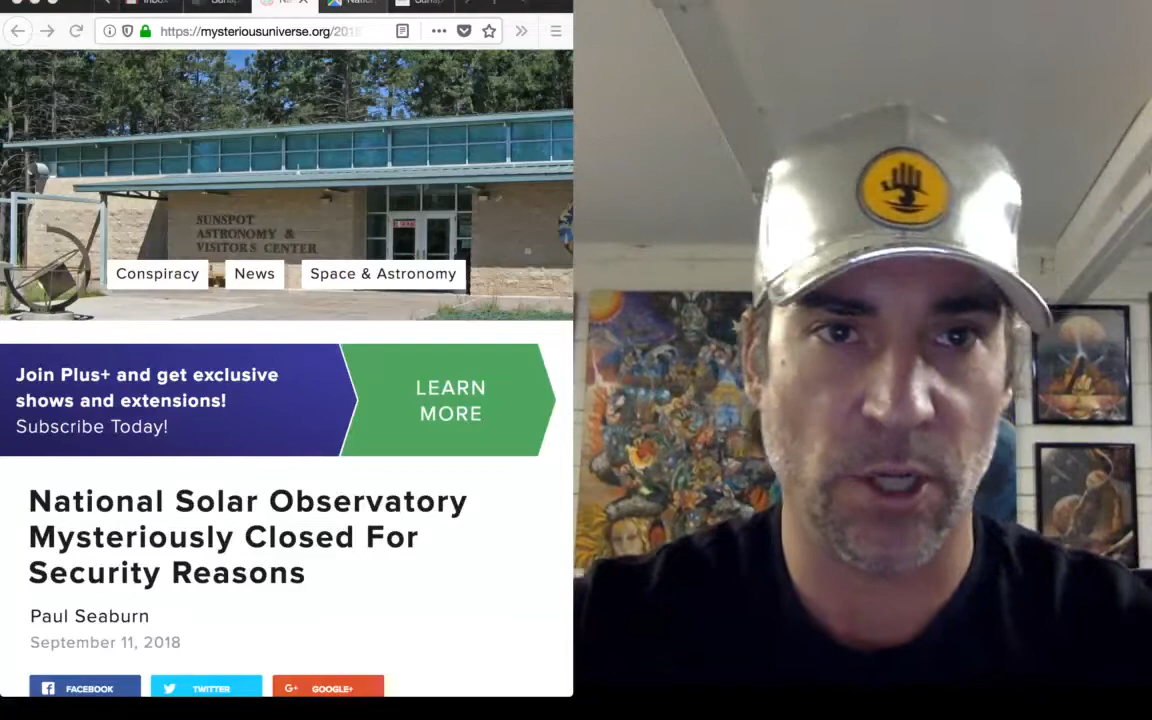 https://mysteriousuniverse.org/2018
SUNSPOT
ASTRONOMY &
VISITORS CENTER
Conspiracy
News
Space & Astronomy
Join Plus+ and get exclusive
shows and extensions!
Subscribe Today!
LEARN
MORE
National Solar Observatory
Mysteriously Closed For
Security Reasons
Paul Seaburn
September 11, 2018
FACEBOOK
TWITTER
G+ GOOGLE+